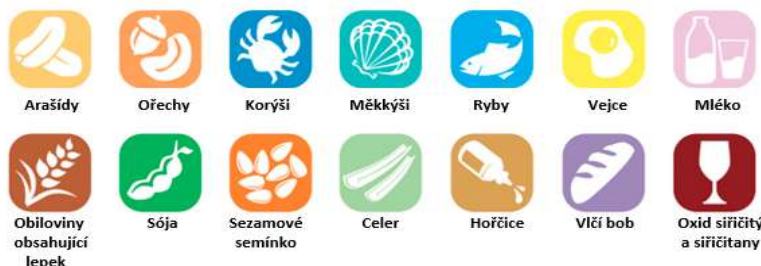 Arašídy Ořechy Korýši Měkkýši Ryby Vejce Mléko
Obiloviny
obsahující
lepek
Sója
Sezamové
semínko
Celer
Hořčice
Vlčí bob
Oxid siřičitý
a siřičitany